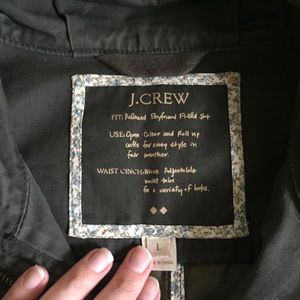 J.CREW
FIT: Relaxed Boyfriend Field Jkt
USE: Open Collar and Roll up
cuffs for easy style in
fair weather.
WAIST CINCH: Move Adjustable
waist tabs
for a variety of looks.
L